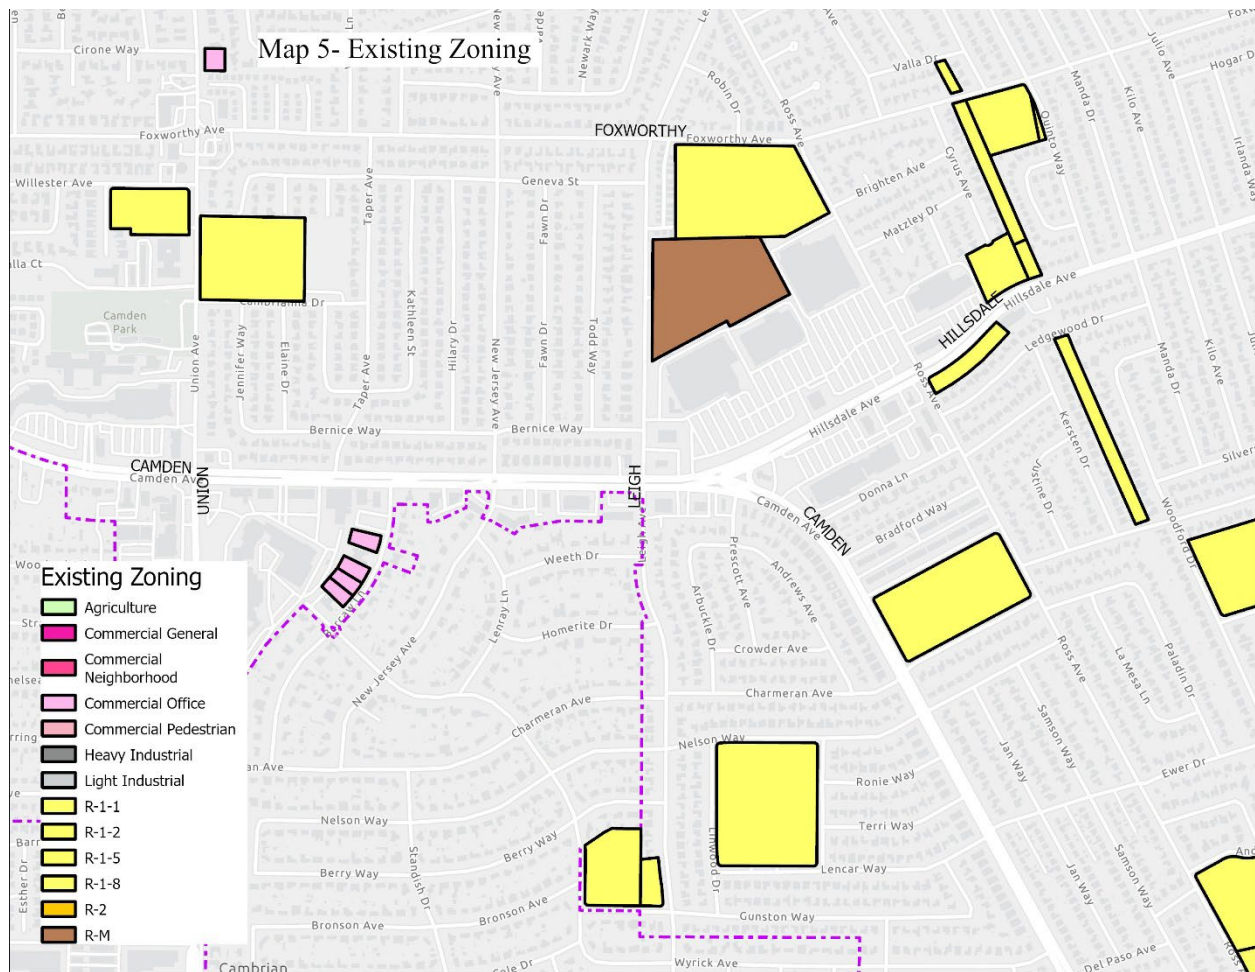 Map 5- Existing Zoning
Cirone Way
Newark Way
Robin Dr
Ross Ave
Valla Dr
Manda Dr
Julio Ave
Kilo Ave
Hogar Dr
Irlanda Way
Foxworthy Ave
FOXWORTHY
Foxworthy Ave
Quinto Way
Cyrus Ave
Willester Ave
Taper Ave
Geneva St
Brighten Ave
Fawn Dr
Matzley Dr
Camden
Park
Kathleen St
Hilary Dr
Fawn Dr
Todd Way
New Jersey Ave
Union Ave
Jennifer Way
Elaine Dr
Taper Ave
Hillsdale Ave
HILLSDALE
Ledgewood Dr
Ross Ave
Manda Dr
Kilo Ave
Bernice Way
Bernice Way
Hillsdale Ave
Kersten Dr
CAMDEN
Camden Ave
UNION
LEIGH
Camden Ave
CAMDEN
Donna Ln
Bradford Way
Justine Dr
Woodford Dr
Weeth Dr
Prescott Ave
Andrews Ave
Arbuckle Dr
Lenray Ln
Homerite Dr
Crowder Ave
New Jersey Ave
Charmeran Ave
Charmeran Ave
Ross Ave
La Mesa Ln
Paladin Dr
Samson Way
Jan Way
Nelson Way
Ronie Way
Ewer Dr
Nelson Way
Terri Way
Berry Way
Linwood Dr
Berry Way
Lencar Way
Standish Dr
Bronson Ave
Bronson Ave
Gunston Way
Jan Way
Samson Way
Esther Dr
Wyrick Ave
Del Paso Ave
Cambrian
Existing Zoning
Agriculture
Commercial General
Commercial
Neighborhood
Commercial Office
Commercial Pedestrian
Heavy Industrial
Light Industrial
R-1-1
R-1-2
R-1-5
R-1-8
R-2
R-M